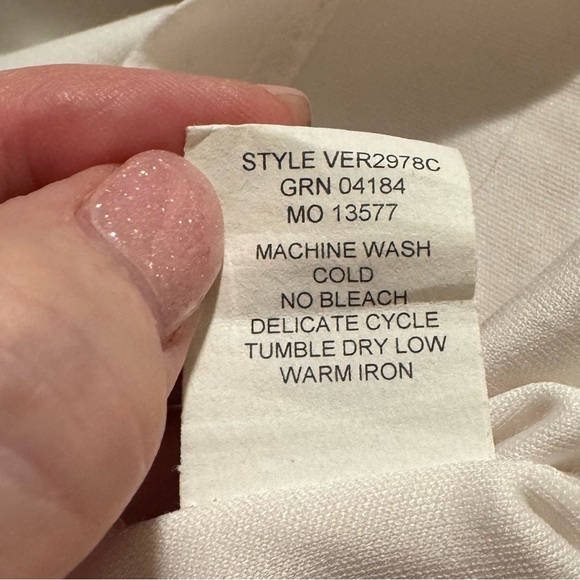 STYLE VER2978C
GRN 04184
MO 13577
MACHINE WASH
COLD
NO BLEACH
DELICATE CYCLE
TUMBLE DRY LOW
WARM IRON